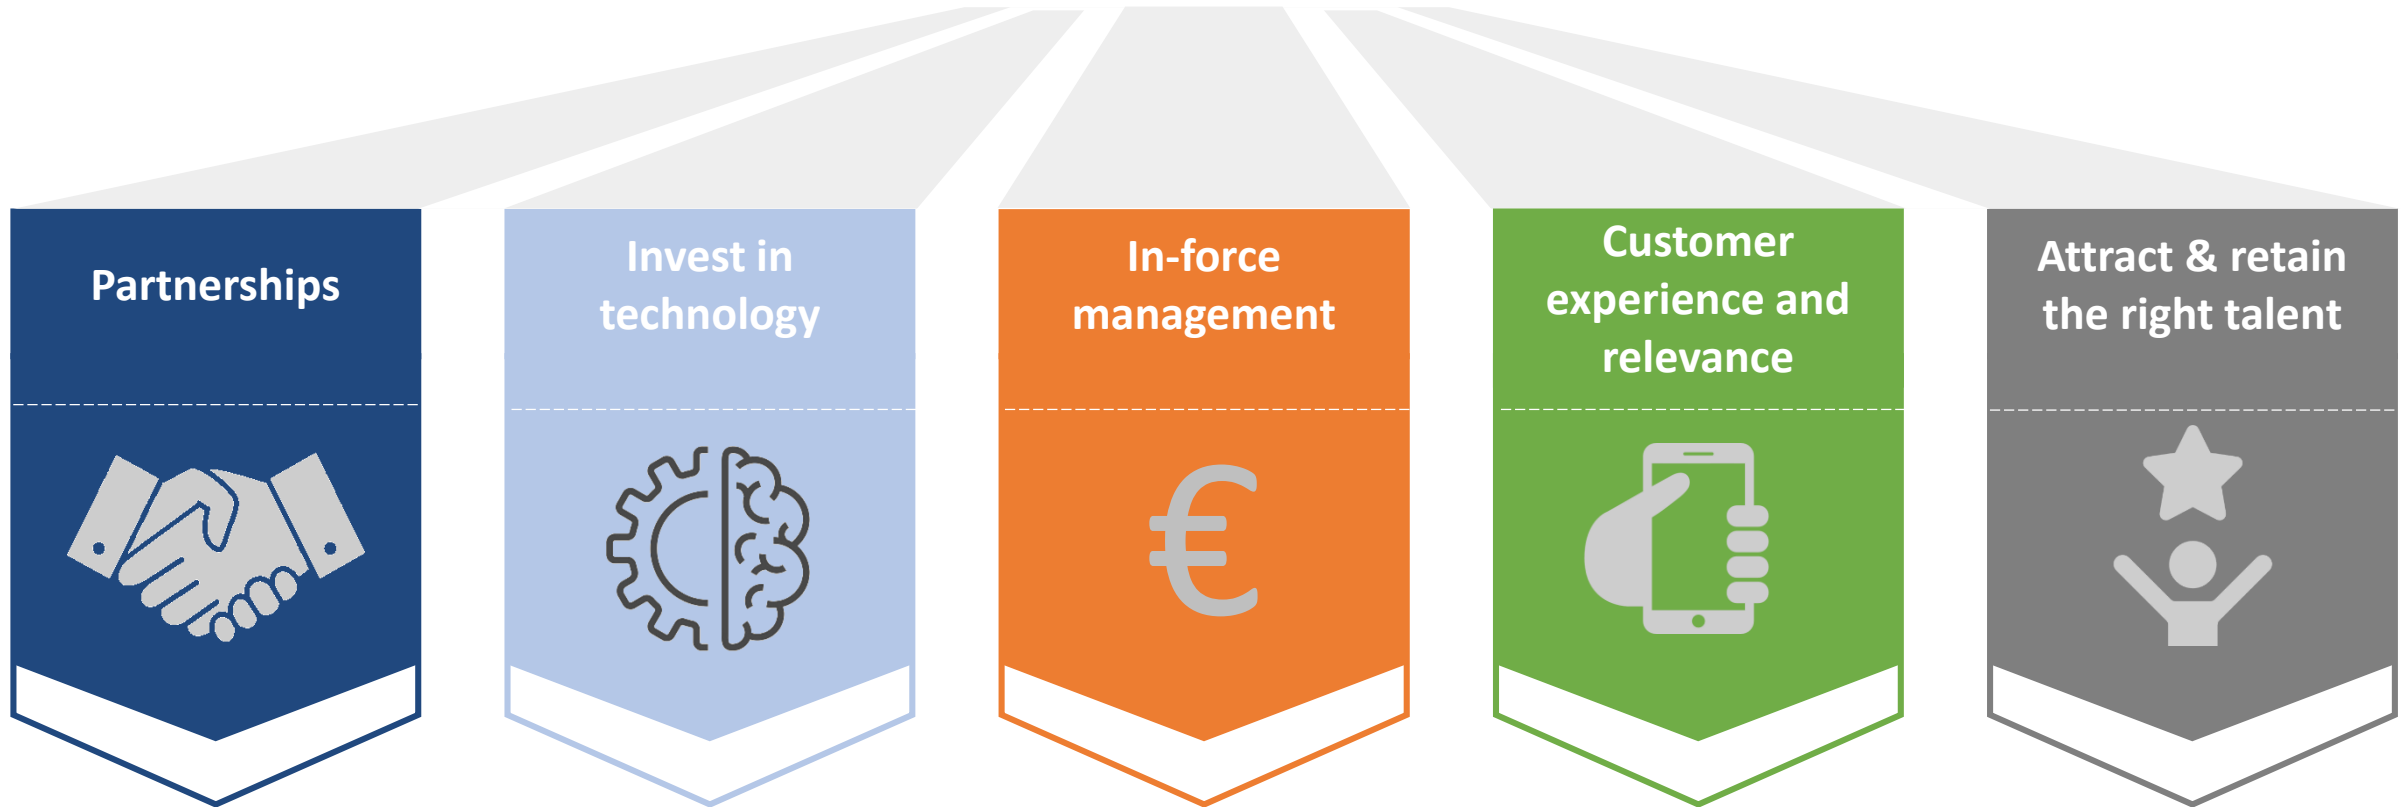 Partnerships
Invest in
technology
In-force
management
€
Customer
experience and
relevance
Attract & retain
the right talent